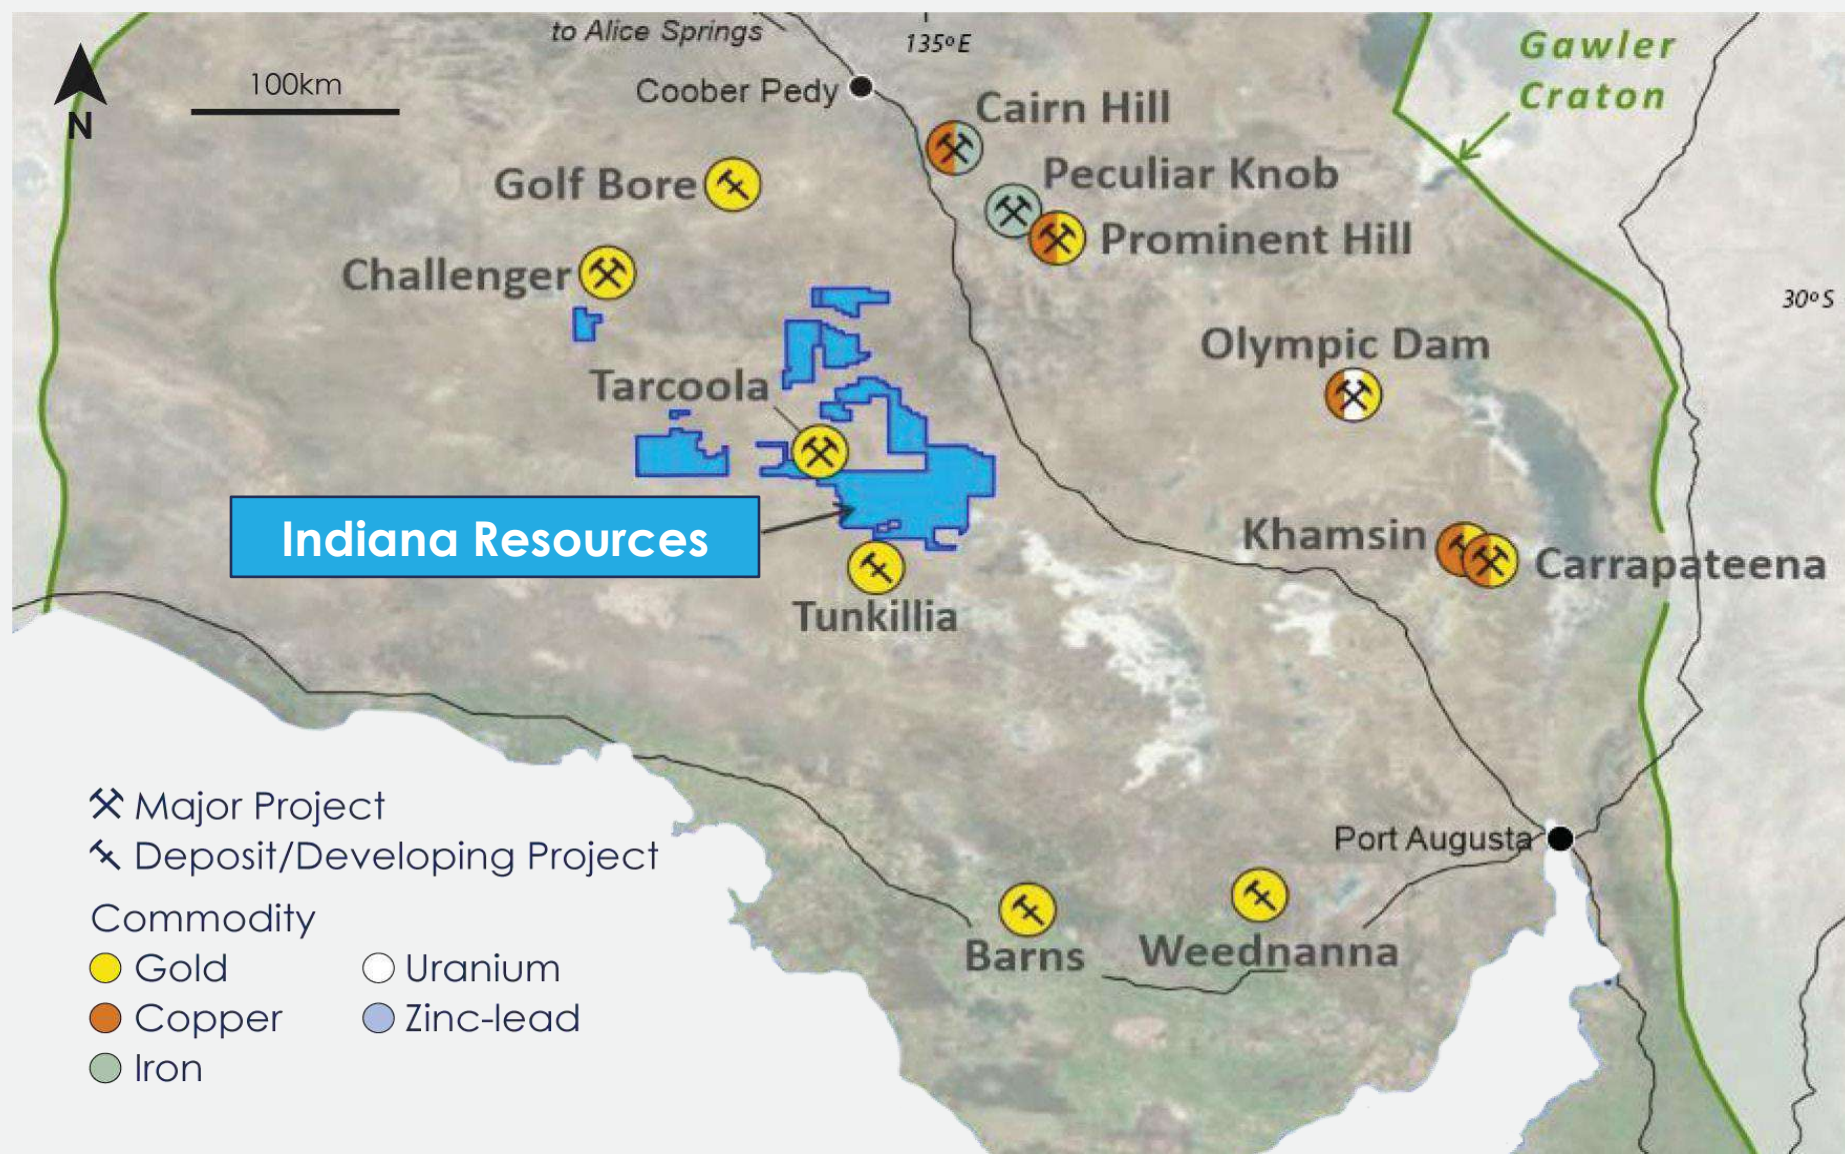 to Alice Springs
135ºE
Gawler
Craton
100km
Coober Pedy
N
Cairn Hill
Golf Bore
Peculiar Knob
Prominent Hill
Challenger
30º S
Olympic Dam
Tarcoola
Indiana Resources
Khamsin
Carrapateena
Tunkillia
Major Project
Deposit/Developing Project
Port Augusta
Commodity
Barns
Weednanna
Gold
Uranium
Copper
Zinc-lead
Iron